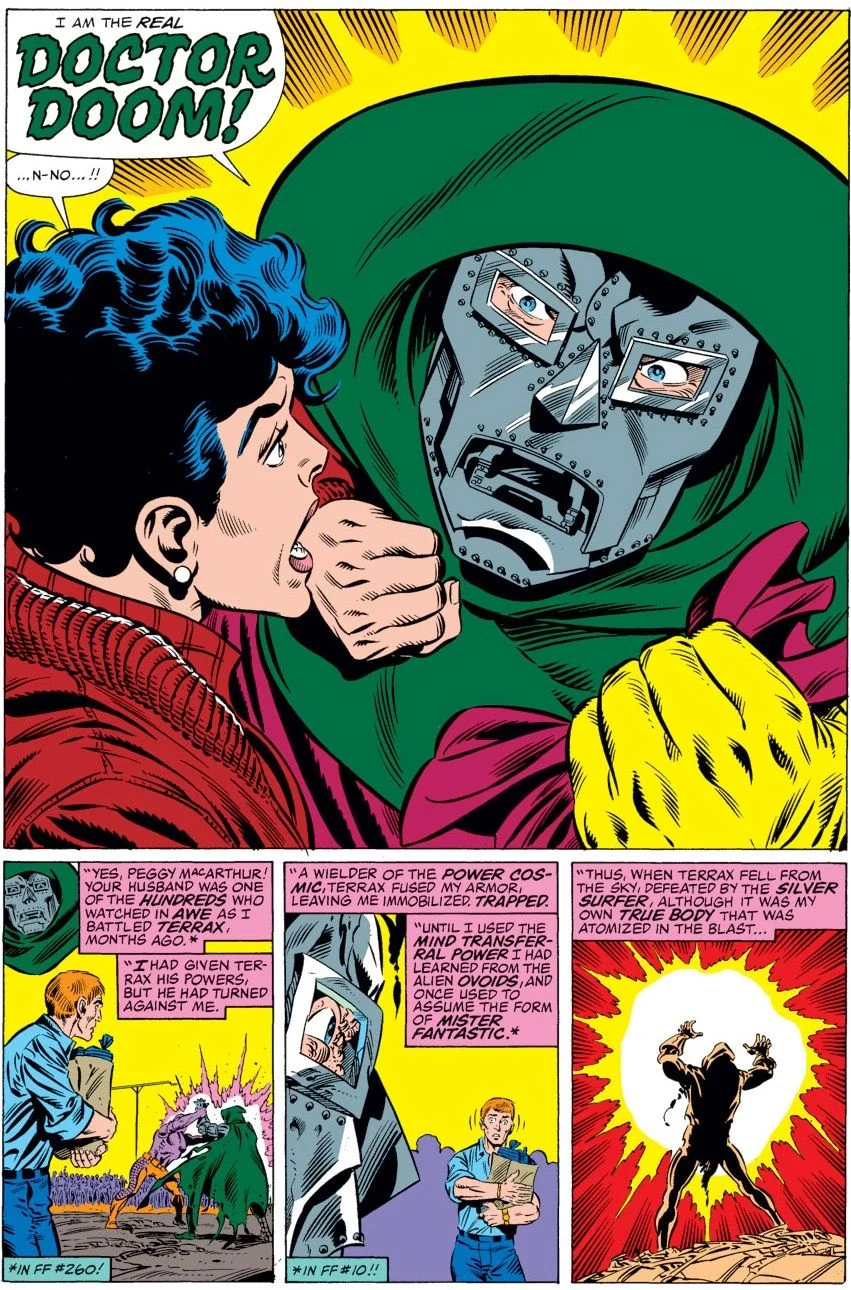 I AM THE REAL
DOCTOR
DOOM!
...N-NO...!!
"YES, PEGGY MACARTHUR!
YOUR HUSBAND WAS ONE
OF THE HUNDREDS WHO
WATCHED IN AWE AS I
BATTLED TERRAX,
MONTHS AGO.*
"I HAD GIVEN TER-
RAX HIS POWERS,
BUT HE HAD TURNED
AGAINST ME.
*IN FF #260!
"A WIELDER OF THE POWER COS-
MIC, TERRAX FUSED MY ARMOR,
LEAVING ME IMMOBILIZED. TRAPPED.
"UNTIL I USED THE
MIND TRANSFER-
RAL POWER I HAD
LEARNED FROM THE
ALIEN OVOIDS, AND
ONCE USED TO
ASSUME THE FORM
OF MISTER
FANTASTIC.*
*IN FF #10!!
"THUS, WHEN TERRAX FELL FROM
THE SKY, DEFEATED BY THE SILVER
SURFER, ALTHOUGH IT WAS MY
OWN TRUE BODY THAT WAS
ATOMIZED IN THE BLAST...